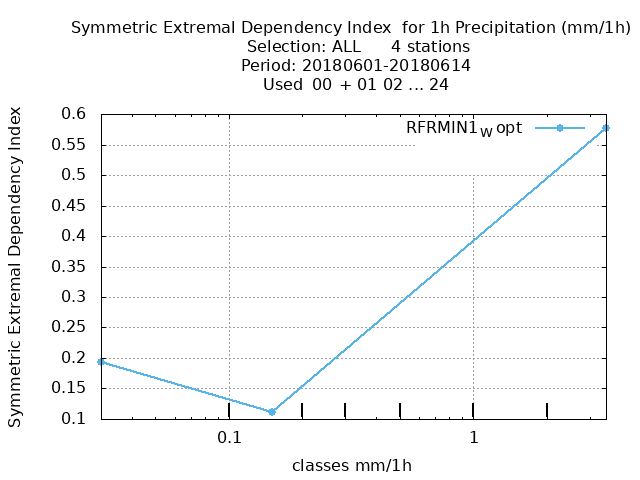 Symmetric Extremal Dependency Index  for 1h Precipitation (mm/1h)
Selection: ALL      4 stations
Period: 20180601-20180614
Used  00 + 01 02 ... 24
RFRMIN1W opt
Symmetric Extremal Dependency Index
0.6
0.55
0.5
0.45
0.4
0.35
0.3
0.25
0.2
0.15
0.1
0.1
1
classes mm/1h